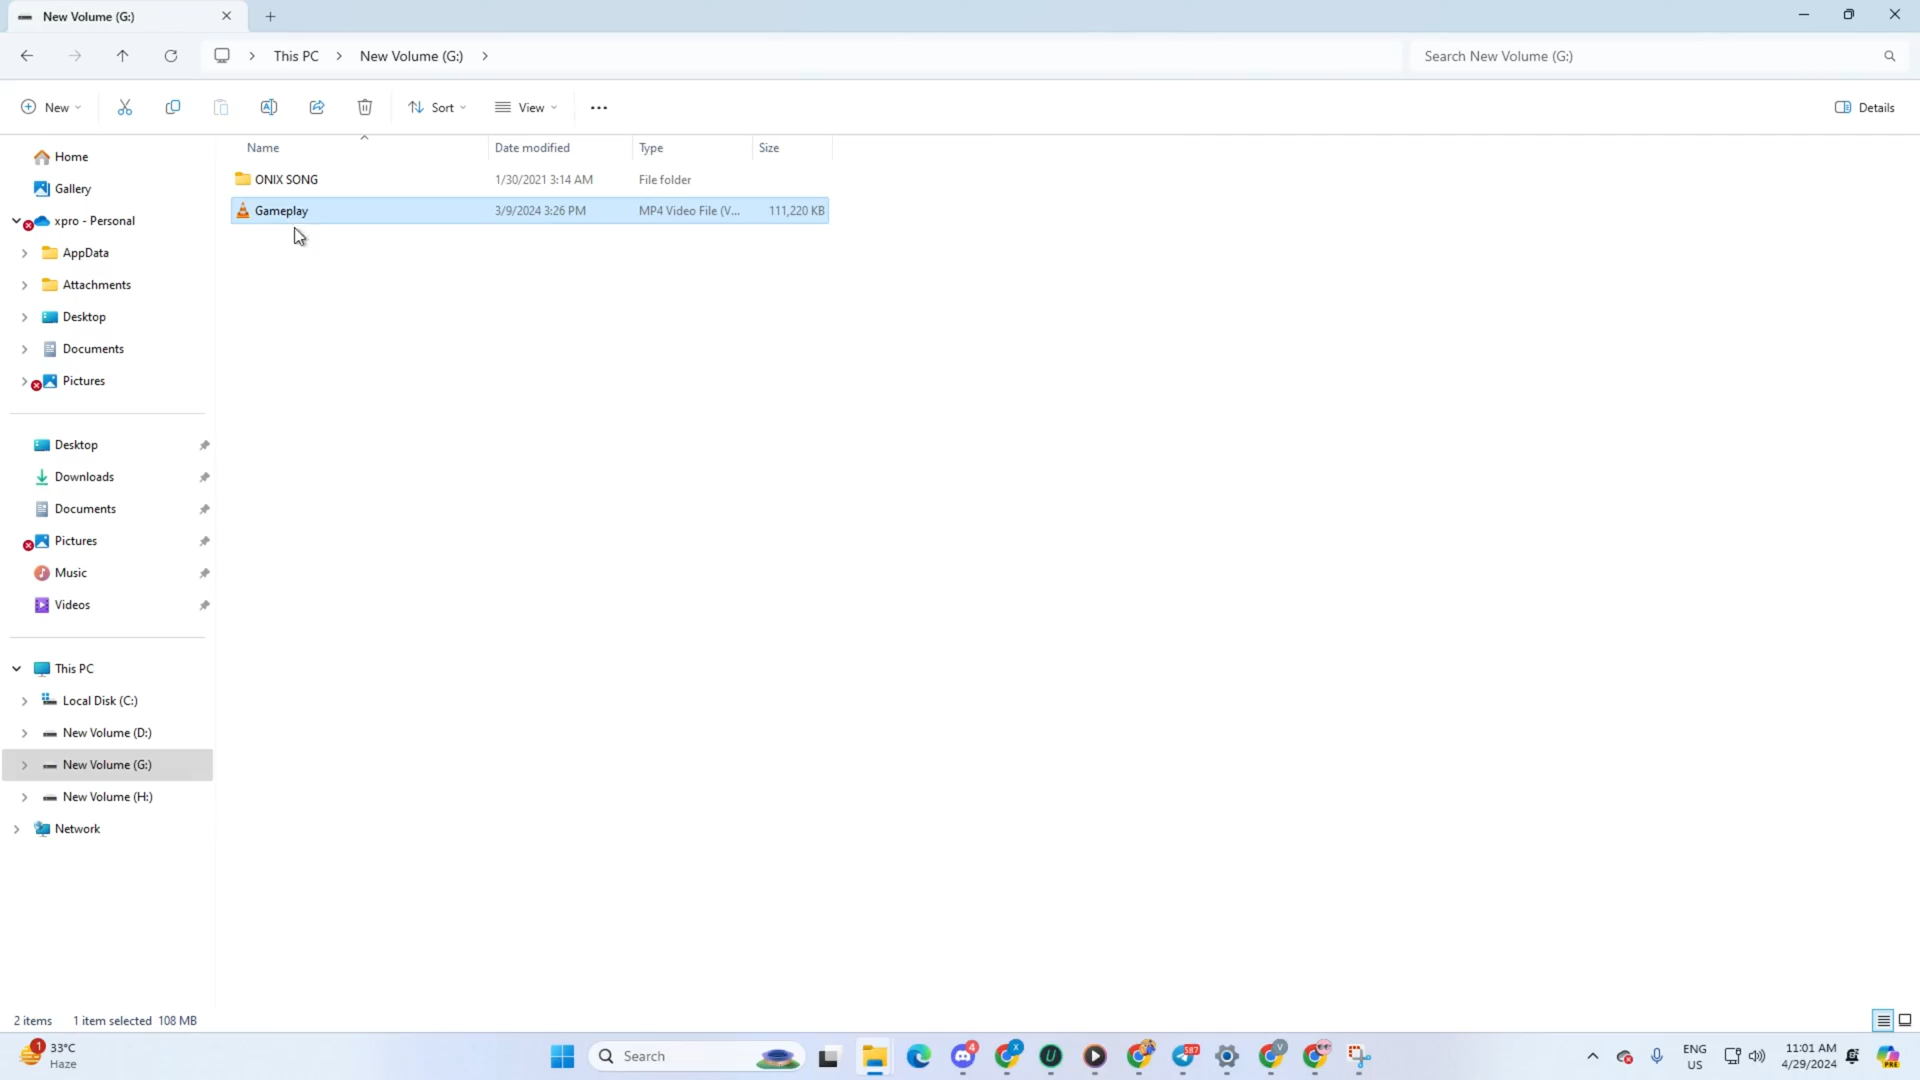 New Volume (G:)
This PC
New Volume (G:)
Search New Volume (G:)
New
Sort
View
Details
Name
Date modified
Type
Size
ONIX SONG
1/30/2021 3:14 AM
File folder
Gameplay
3/9/2024 3:26 PM
MP4 Video File (V...
111,220 KB
Home
Gallery
xpro - Personal
AppData
Attachments
Desktop
Documents
Pictures
Desktop
Downloads
Documents
Pictures
Music
Videos
This PC
Local Disk (C:)
New Volume (D:)
New Volume (G:)
New Volume (H:)
Network
2 items
1 item selected 108 MB
1
33°C
Haze
Search
4
X
U
587
V
ENG
US
11:01 AM
4/29/2024
PRE